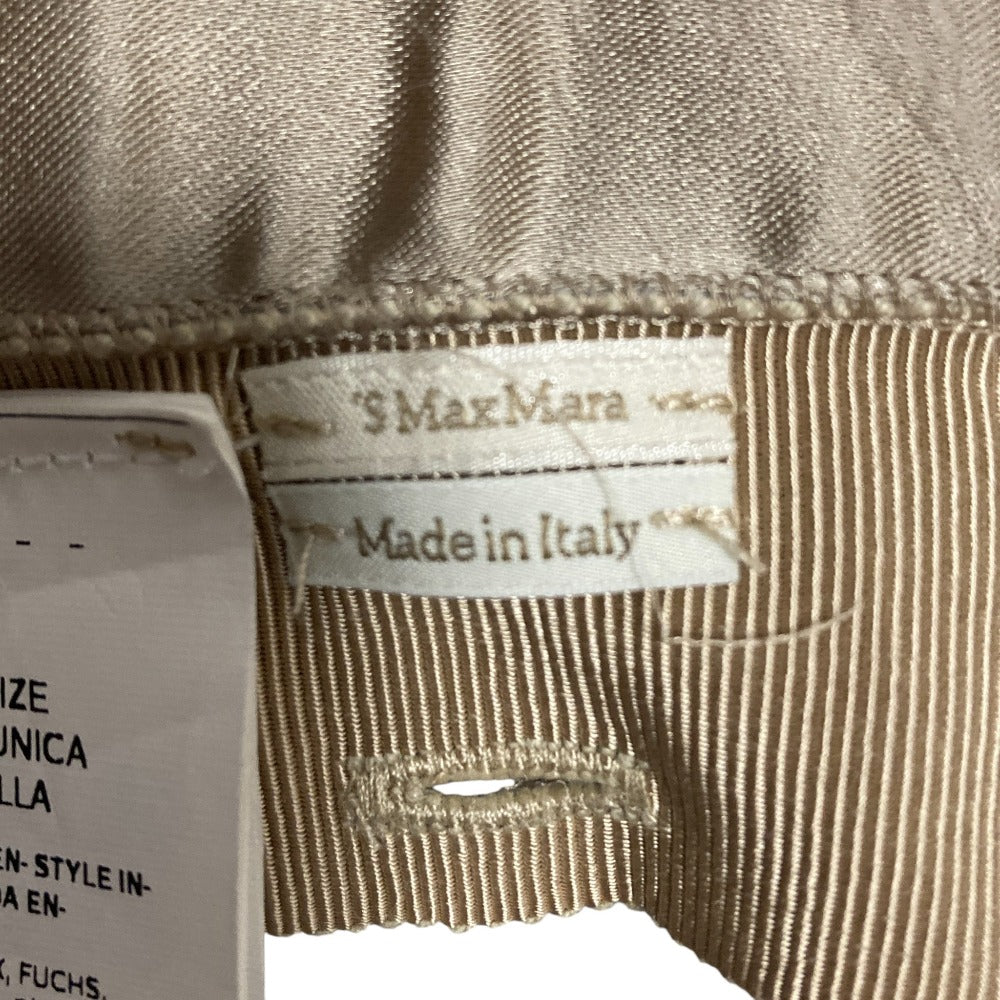 'S MaxMara
Made in Italy
- -
IZE
UNICA
LLA
EN- STYLE IN-
DA EN-
X, FUCHS,